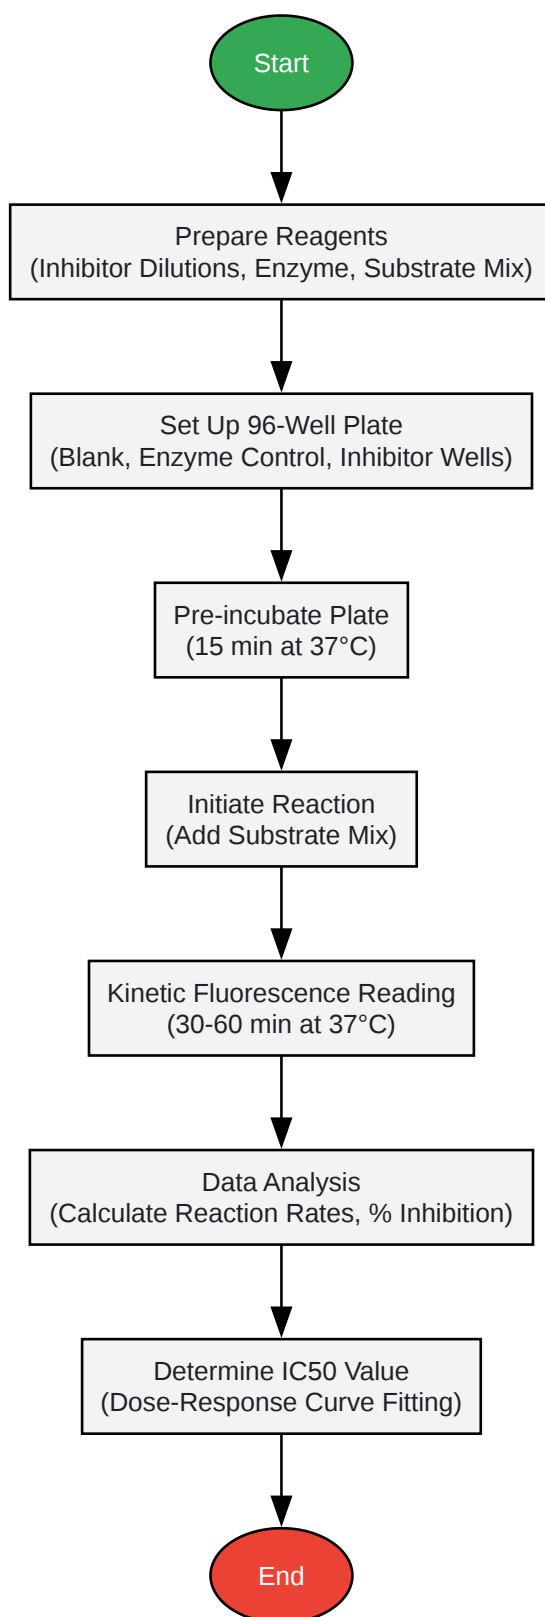 Start
Prepare Reagents
(Inhibitor Dilutions, Enzyme, Substrate Mix)
Set Up 96-Well Plate
(Blank, Enzyme Control, Inhibitor Wells)
Pre-incubate Plate
(15 min at 37°C)
Initiate Reaction
(Add Substrate Mix)
Kinetic Fluorescence Reading
(30-60 min at 37°C)
Data Analysis
(Calculate Reaction Rates, % Inhibition)
Determine IC50 Value
(Dose-Response Curve Fitting)
End